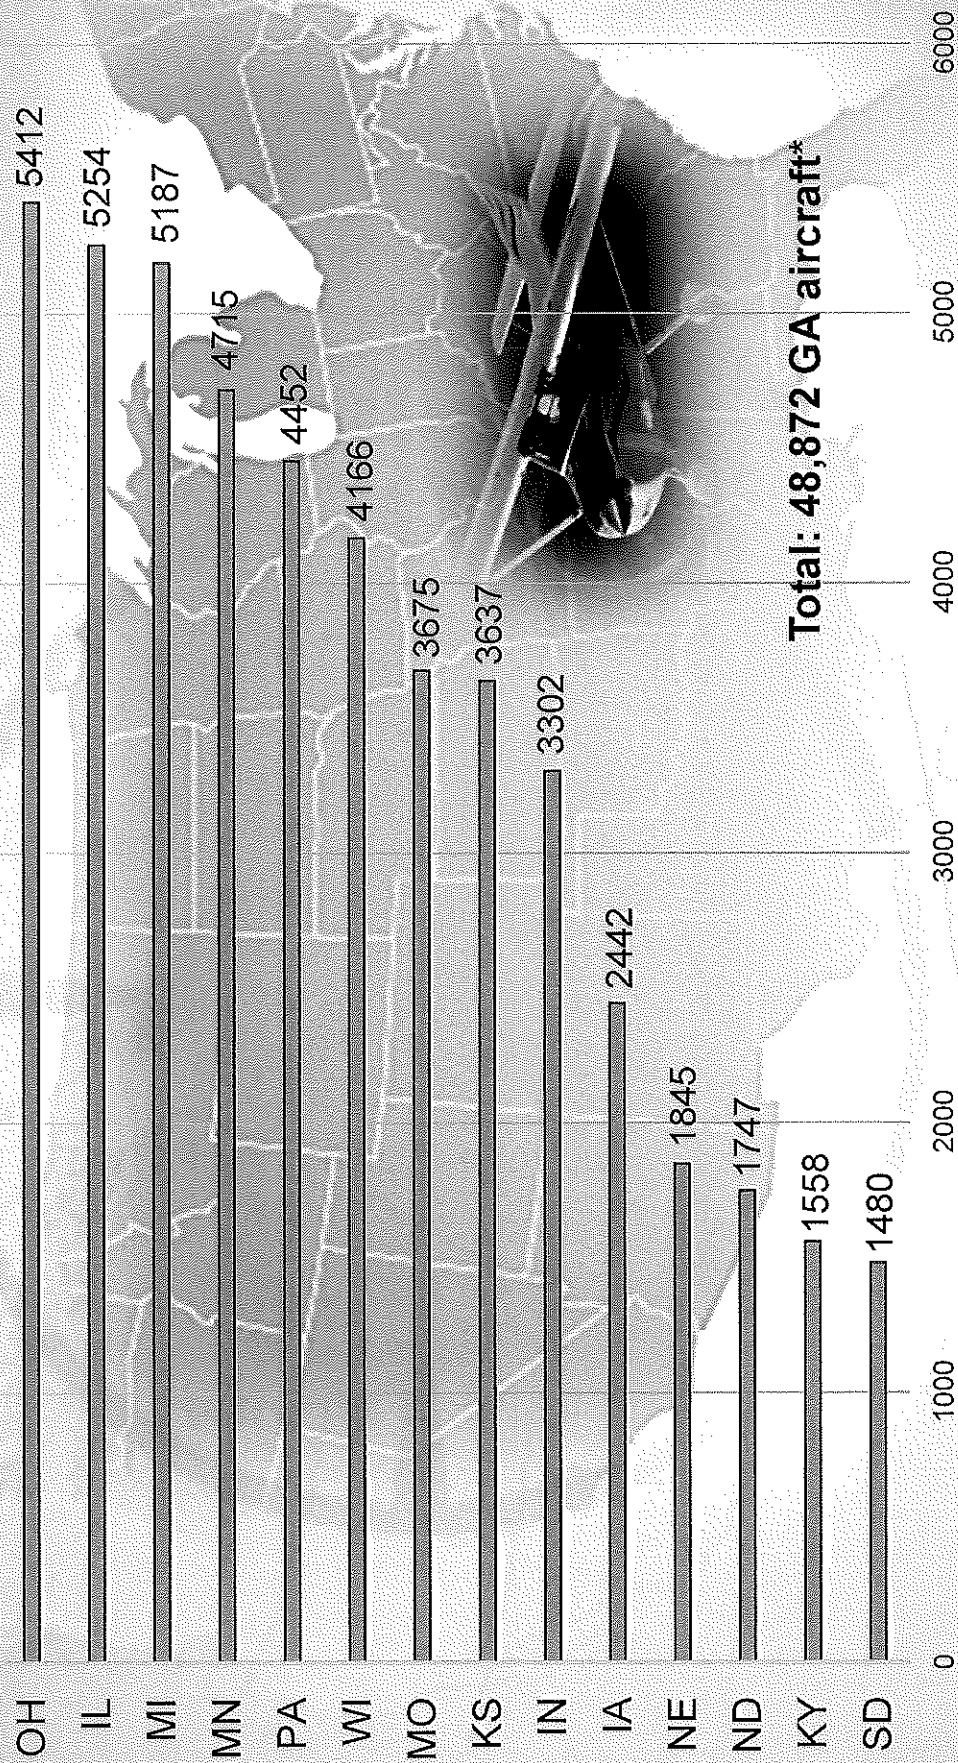 OH 5412
IL 5254
MI 5187
MN 4715
PA 4452
WI 4166
MO 3675
KS 3637
IN 3302
IA 2442
NE 1845
ND 1747
KY 1558
SD 1480
Total: 48,872 GA aircraft*
0 1000 2000 3000 4000 5000 6000